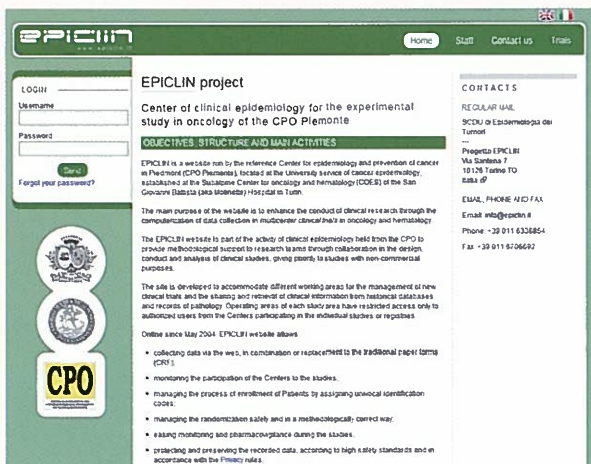 epiclin
www.epiclin.it
Home
Staff
Contact us
Trials
LOGIN
Username
Password
Send
Forgot your password?
CPO
EPICLIN project
Center of clinical epidemiology for the experimental
study in oncology of the CPO Piemonte
OBJECTIVES, STRUCTURE AND MAIN ACTIVITIES
EPICLIN is a website run by the reference Center for epidemiology and prevention of cancer
in Piedmont (CPO Piemonte), located at the University service of cancer epidemiology,
established at the Subalpine Center for oncology and hematology (COES) of the San
Giovanni Battista (aka Molinette) Hospital in Turin.
The main purpose of the website is to enhance the conduct of clinical research through the
computerization of data collection in multicenter clinical trials in oncology and hematology.
The EPICLIN website is part of the activity of clinical epidemiology held from the CPO to
provide methodological support to research teams through collaboration in the design,
conduct and analysis of clinical studies, giving priority to studies with non-commercial
purposes.
The site is developed to accommodate different working areas for the management of new
clinical trials and the sharing and retrieval of clinical information from historical databases
and records of pathology. Operating areas of each study area have restricted access only to
authorized users from the Centers participating in the individual studies or registries.
Online since May 2004, EPICLIN website allows
• collecting data via the web, in combination or replacement to the traditional paper forms
(CRF);
• monitoring the participation of the Centers to the studies;
• managing the process of enrollment of Patients by assigning univocal identification
codes;
• managing the randomization safely and in a methodologically correct way;
• easing monitoring and pharmacovigilance during the studies;
• protecting and preserving the recorded data, according to high safety standards and in
accordance with the Privacy rules.
CONTACTS
REGULAR MAIL
SCDU di Epidemiologia dei
Tumori
---
Progetto EPICLIN
Via Santena 7
10126 Torino TO
Italia
EMAIL, PHONE AND FAX
Email: info@epiclin.it
Phone: +39 011 6336854
Fax: +39 011 6706692